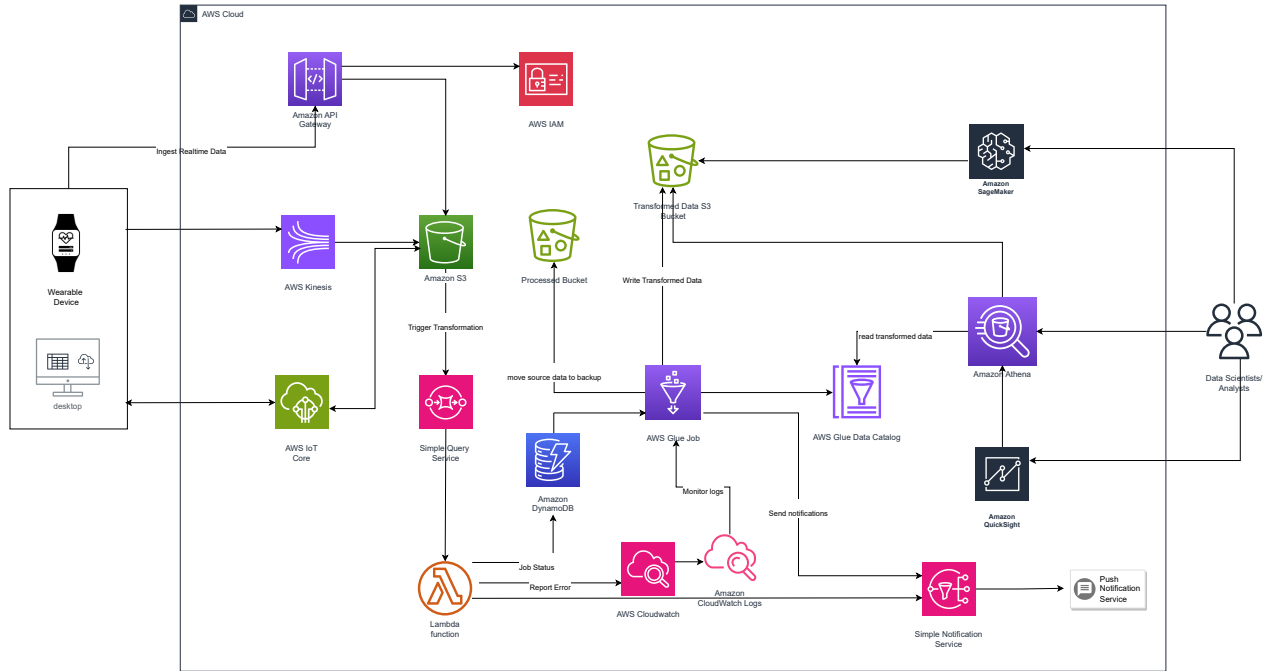 AWS Cloud
Amazon API
Gateway
AWS IAM
Ingest Realtime Data
Transformed Data S3
Bucket
Amazon
SageMaker
Wearable
Device
AWS Kinesis
Amazon S3
Processed Bucket
Write Transformed Data
Trigger Transformation
read transformed data
Amazon Athena
Data Scientists/
Analysts
move source data to backup
desktop
AWS IoT
Core
Simple Query
Service
AWS Glue Job
AWS Glue Data Catalog
Amazon
DynamoDB
Monitor logs
Send notifications
Amazon
QuickSight
Job Status
Report Error
Lambda
function
AWS Cloudwatch
Amazon
CloudWatch Logs
Simple Notification
Service
Push
Notification
Service